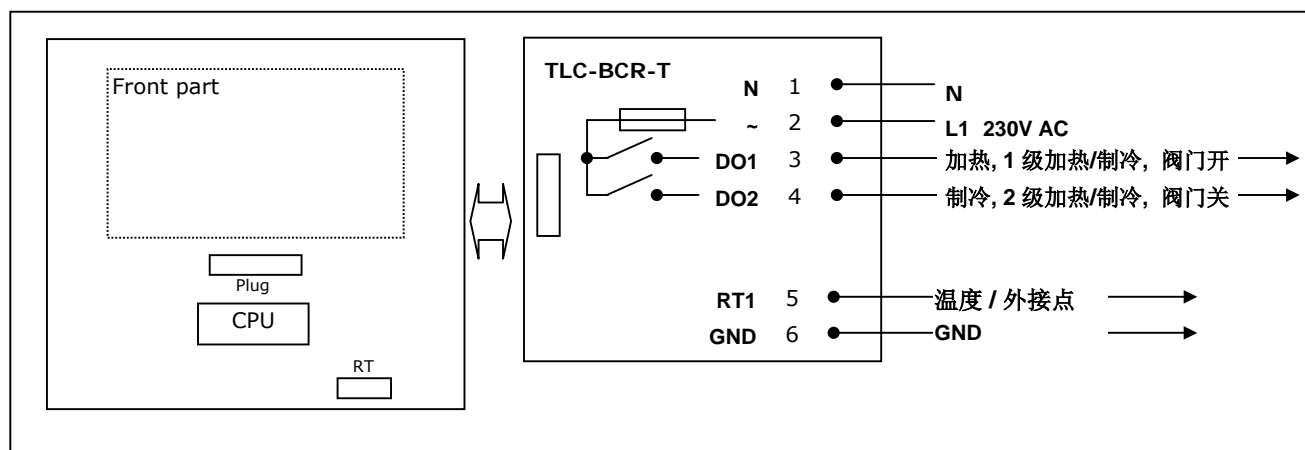 Front part
Plug
CPU
RT
TLC-BCR-T
N 1 N
~ 2 L1 230V AC
DO1 3 加热, 1 级加热/制冷, 阀门开
DO2 4 制冷, 2 级加热/制冷, 阀门关
RT1 5 温度 / 外接点
GND 6 GND